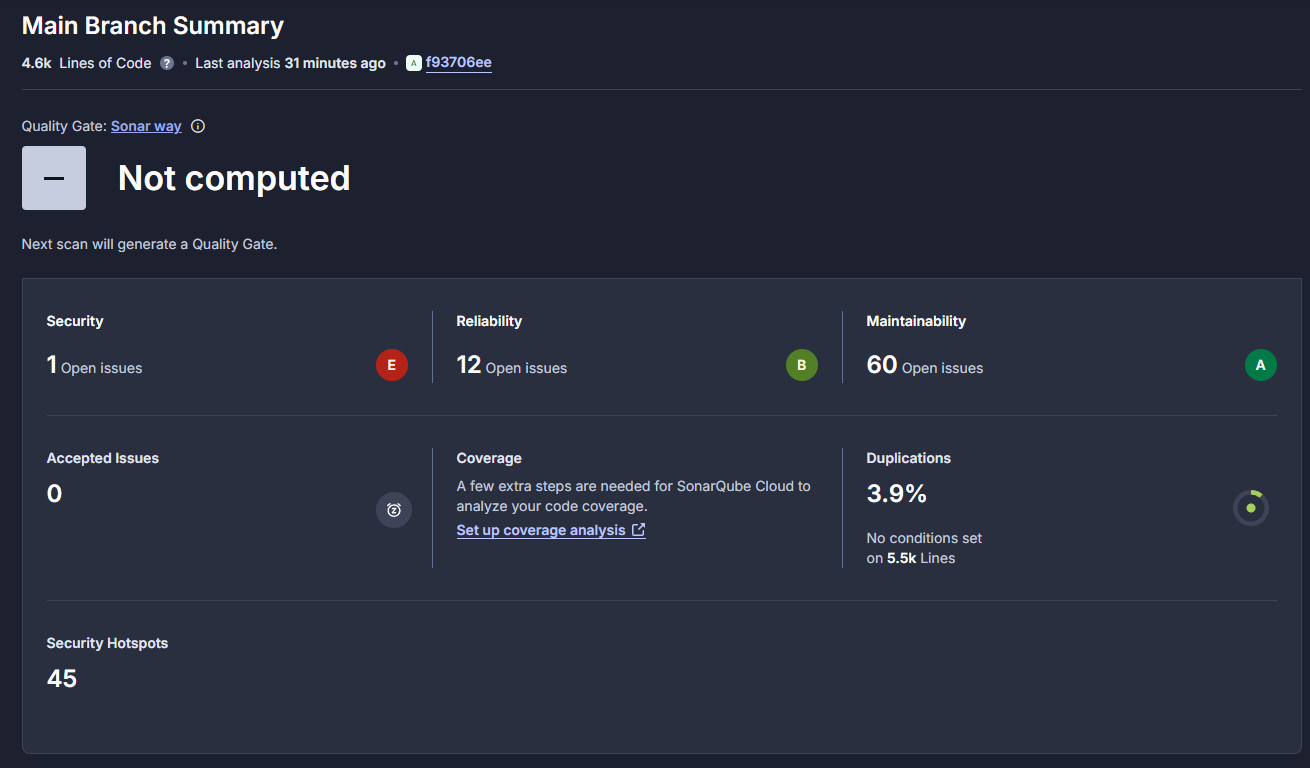 Main Branch Summary
4.6k Lines of Code ? • Last analysis 31 minutes ago • A f93706ee
Quality Gate: Sonar way
Not computed
Next scan will generate a Quality Gate.
Security
1 Open issues
E
Reliability
12 Open issues
B
Maintainability
60 Open issues
A
Accepted Issues
0
Coverage
A few extra steps are needed for SonarQube Cloud to
analyze your code coverage.
Set up coverage analysis
Duplications
3.9%
No conditions set
on 5.5k Lines
Security Hotspots
45